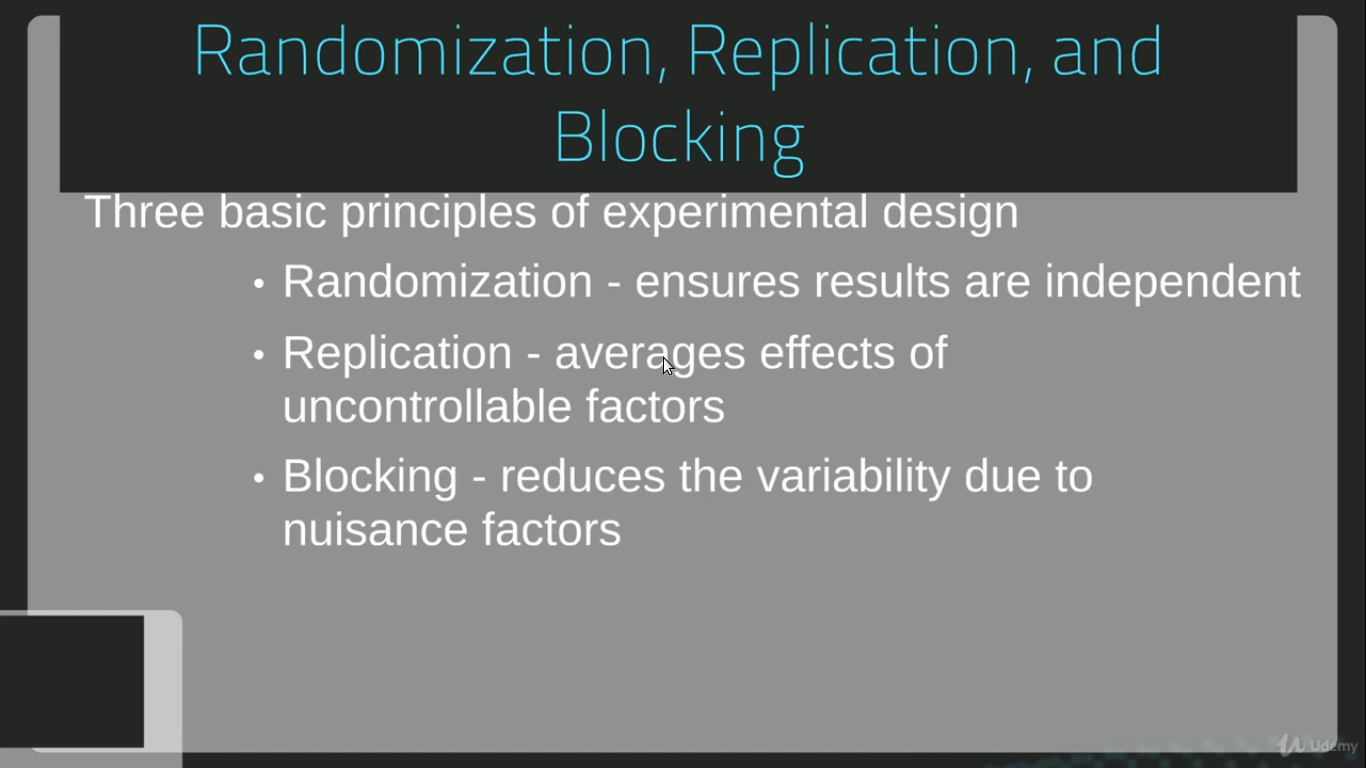 Randomization, Replication, and
Blocking
Three basic principles of experimental design
• Randomization - ensures results are independent
• Replication - averages effects of
uncontrollable factors
• Blocking - reduces the variability due to
nuisance factors
Udemy